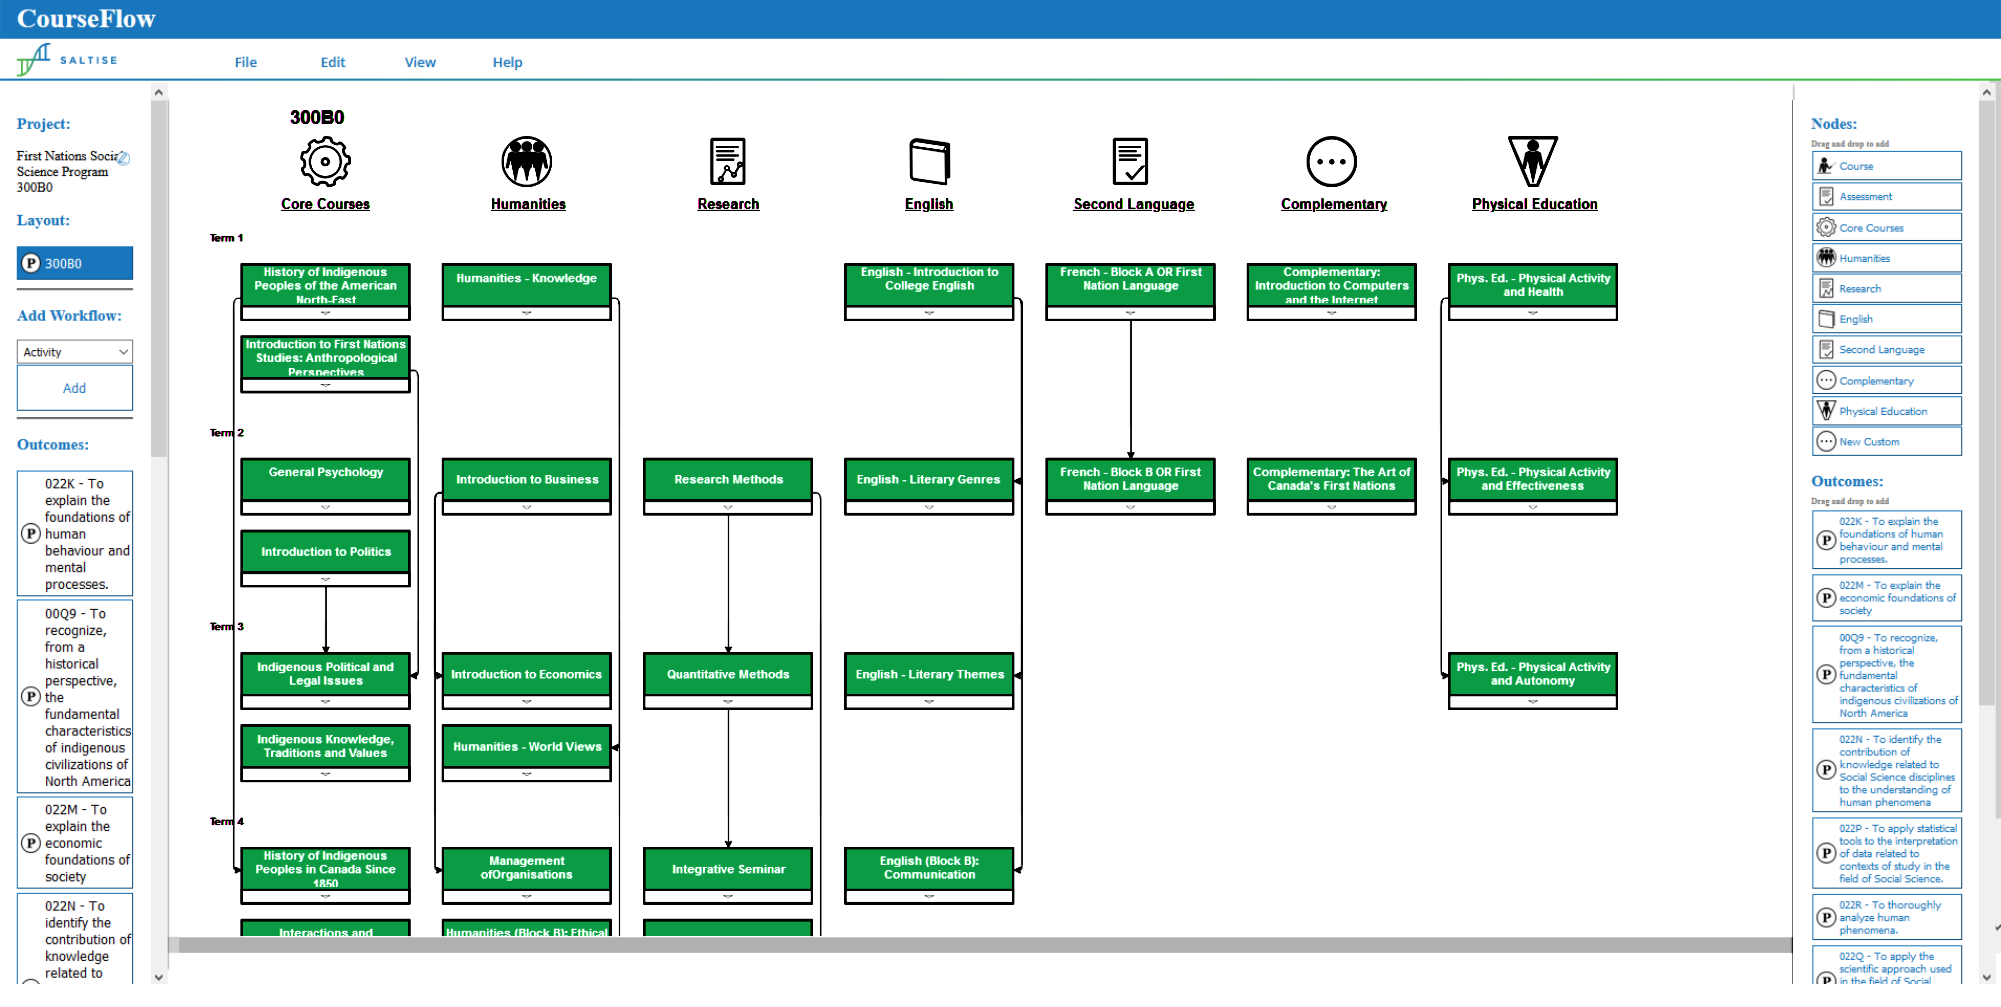 CourseFlow
SALTISE
File
Edit
View
Help
Project:
First Nations Social
Science Program
300B0
Layout:
P 300B0
Add Workflow:
Activity
Add
Outcomes:
022K - To
explain the
foundations of
P human
behaviour and
mental
processes.
00Q9 - To
recognize,
from a
historical
perspective,
P the
fundamental
characteristics
of indigenous
civilizations of
North America
022M - To
explain the
P economic
foundations of
society
022N - To
identify the
contribution of
knowledge
related to
300B0
Core Courses
Humanities
Research
English
Second Language
Complementary
Physical Education
Term 1
History of Indigenous
Peoples of the American
North-East
Humanities - Knowledge
English - Introduction to
College English
French - Block A OR First
Nation Language
Complementary:
Introduction to Computers
and the Internet
Phys. Ed. - Physical Activity
and Health
Introduction to First Nations
Studies: Anthropological
Perspectives
Term 2
General Psychology
Introduction to Business
Research Methods
English - Literary Genres
French - Block B OR First
Nation Language
Complementary: The Art of
Canada's First Nations
Phys. Ed. - Physical Activity
and Effectiveness
Introduction to Politics
Term 3
Indigenous Political and
Legal Issues
Introduction to Economics
Quantitative Methods
English - Literary Themes
Phys. Ed. - Physical Activity
and Autonomy
Indigenous Knowledge,
Traditions and Values
Humanities - World Views
Term 4
History of Indigenous
Peoples in Canada Since
1850
Management
ofOrganisations
Integrative Seminar
English (Block B):
Communication
Interactions and
Humanities (Block B): Ethical
Nodes:
Drag and drop to add
Course
Assessment
Core Courses
Humanities
Research
English
Second Language
Complementary
Physical Education
New Custom
Outcomes:
Drag and drop to add
022K - To explain the
foundations of human
P behaviour and mental
processes.
022M - To explain the
P economic foundations of
society
00Q9 - To recognize,
from a historical
perspective, the
P fundamental
characteristics of
indigenous civilizations of
North America
022N - To identify the
contribution of
P knowledge related to
Social Science disciplines
to the understanding of
human phenomena
022P - To apply statistical
tools to the interpretation
P of data related to
contexts of study in the
field of Social Science.
022R - To thoroughly
P analyze human
phenomena.
022Q - To apply the
scientific approach used
P in the field of Social